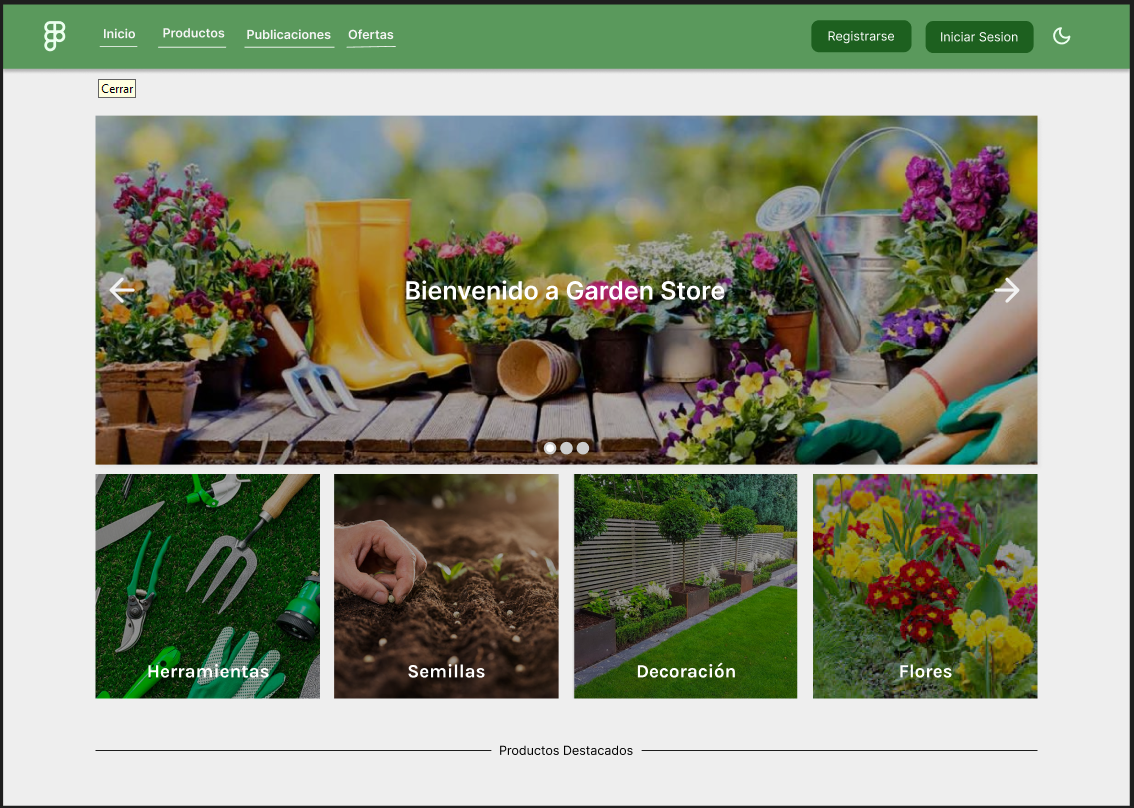 Inicio
Productos
Publicaciones
Ofertas
Registrarse
Iniciar Sesion
Cerrar
Bienvenido a Garden Store
Herramientas
Semillas
Decoración
Flores
Productos Destacados